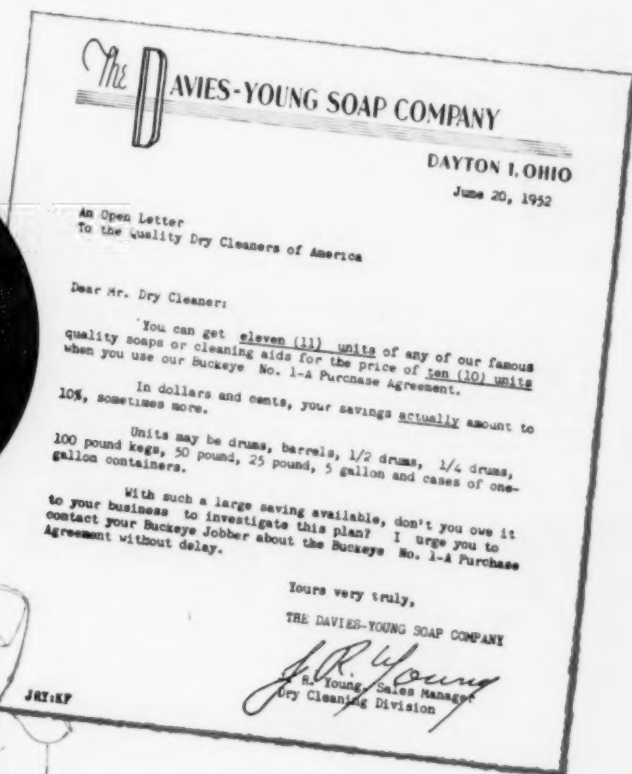 The DAVIES-YOUNG SOAP COMPANY
DAYTON 1, OHIO
June 20, 1952
An Open Letter
To the Quality Dry Cleaners of America
Dear Mr. Dry Cleaner:
You can get eleven (11) units of any of our famous
quality soaps or cleaning aids for the price of ten (10) units
when you use our Buckeye No. 1-A Purchase Agreement.
In dollars and cents, your savings actually amount to
10%, sometimes more.
Units may be drums, barrels, 1/2 drums, 1/4 drums,
100 pound kegs, 50 pound, 25 pound, 5 gallon and cases of one-
gallon containers.
With such a large saving available, don't you owe it
to your business to investigate this plan? I urge you to
contact your Buckeye Jobber about the Buckeye No. 1-A Purchase
Agreement without delay.
Yours very truly,
THE DAVIES-YOUNG SOAP COMPANY
J. R. Young
R. Young, Sales Manager
Dry Cleaning Division
JRY:KF